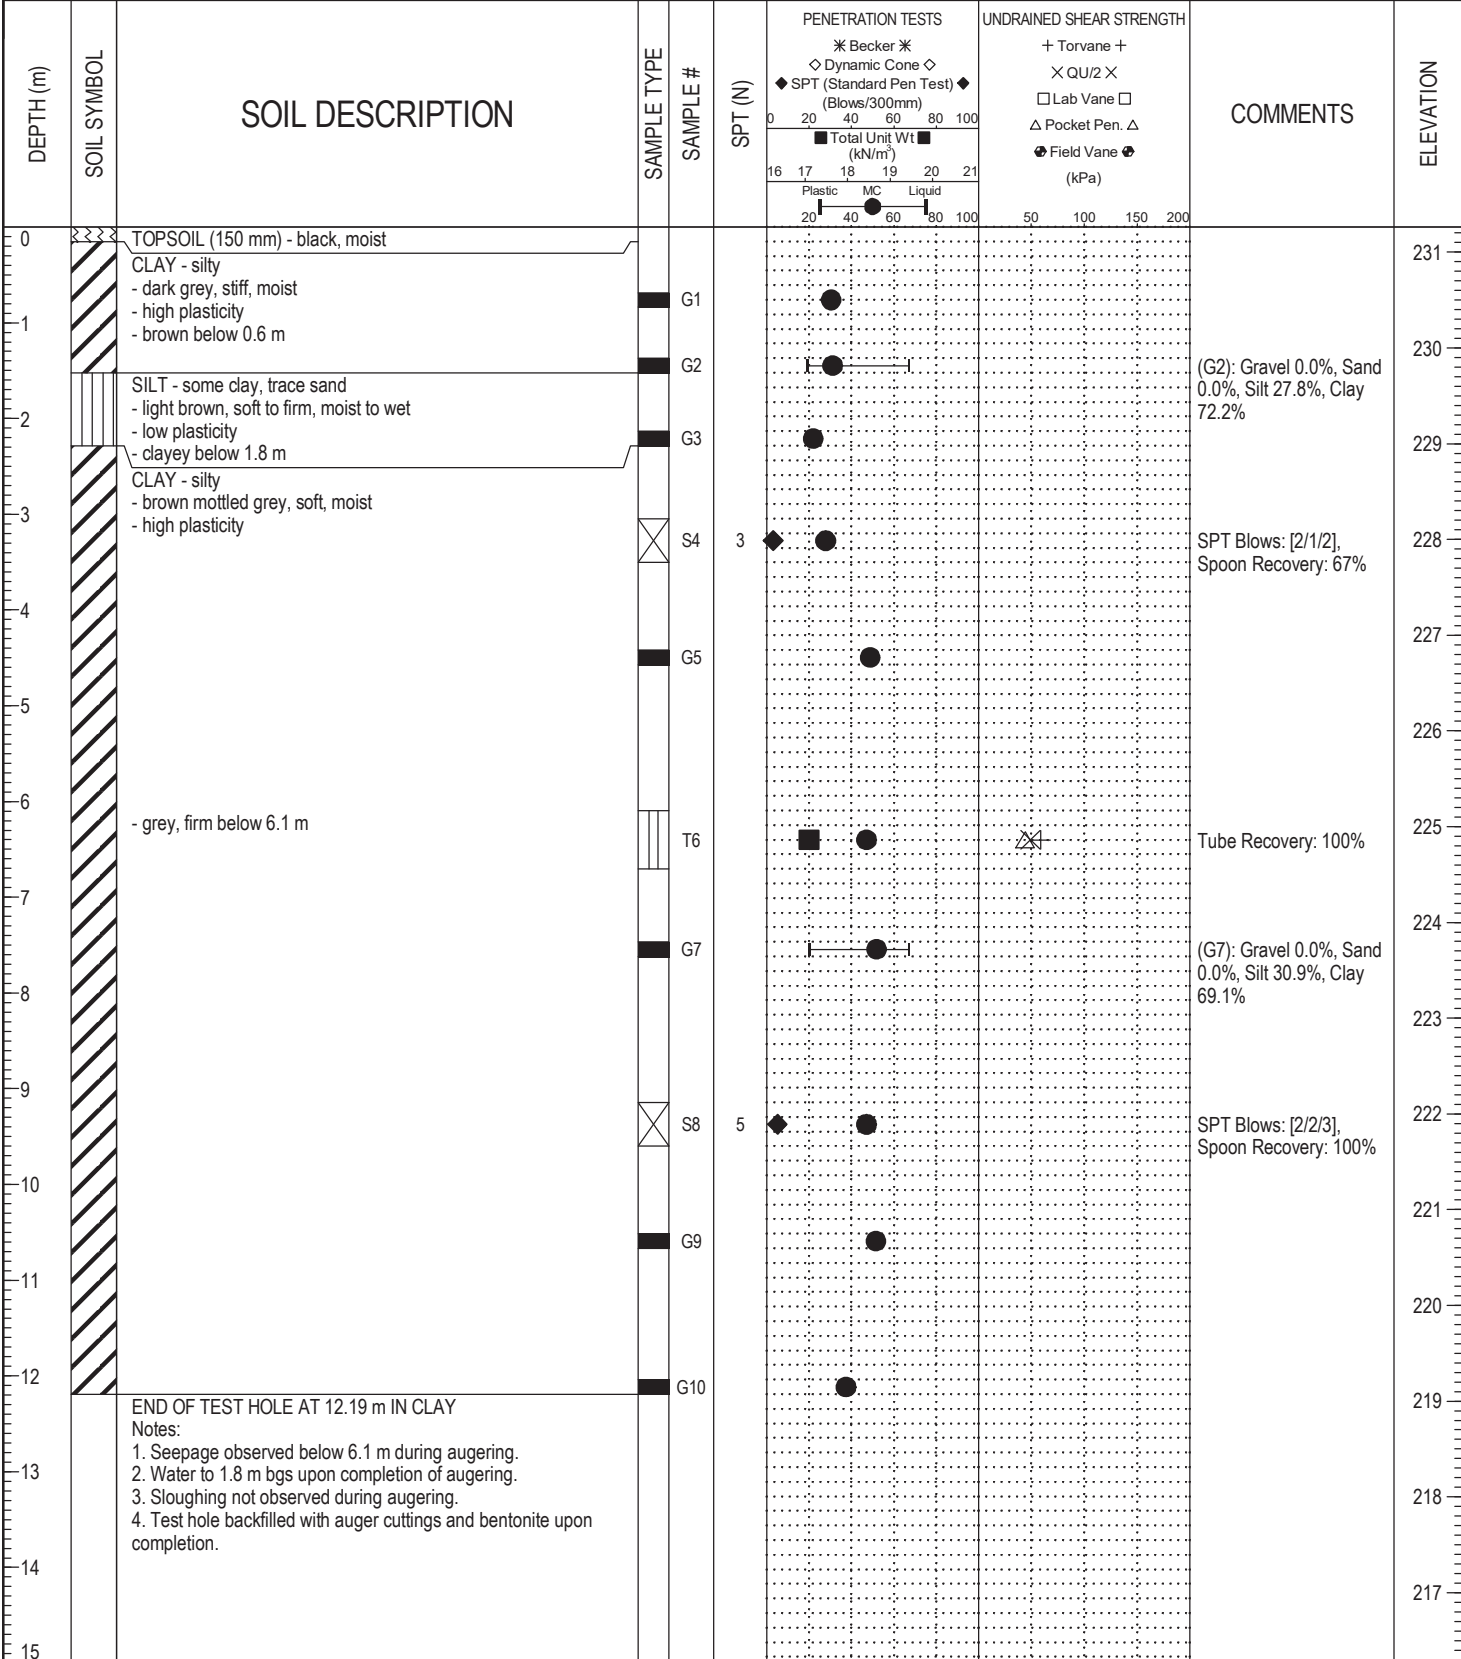 DEPTH (m)
SOIL SYMBOL
SOIL DESCRIPTION
SAMPLE TYPE
SAMPLE #
SPT (N)
PENETRATION TESTS
✳ Becker ✳
◇ Dynamic Cone ◇
◆ SPT (Standard Pen Test) ◆
(Blows/300mm)
0 20 40 60 80 100
■ Total Unit Wt ■
(kN/m³)
16 17 18 19 20 21
Plastic MC Liquid
20 40 60 80 100
UNDRAINED SHEAR STRENGTH
+ Torvane +
✕ QU/2 ✕
□ Lab Vane □
△ Pocket Pen. △
Field Vane
(kPa)
50 100 150 200
COMMENTS
ELEVATION
0
TOPSOIL (150 mm) - black, moist
231
CLAY - silty
- dark grey, stiff, moist
- high plasticity
G1
1
- brown below 0.6 m
230
G2
(G2): Gravel 0.0%, Sand
0.0%, Silt 27.8%, Clay
72.2%
SILT - some clay, trace sand
- light brown, soft to firm, moist to wet
2
- low plasticity
G3
229
- clayey below 1.8 m
CLAY - silty
- brown mottled grey, soft, moist
3
- high plasticity
S4
3
228
SPT Blows: [2/1/2],
Spoon Recovery: 67%
4
227
G5
5
226
6
- grey, firm below 6.1 m
225
T6
Tube Recovery: 100%
7
224
G7
(G7): Gravel 0.0%, Sand
0.0%, Silt 30.9%, Clay
69.1%
8
223
9
222
S8
5
SPT Blows: [2/2/3],
Spoon Recovery: 100%
10
221
G9
11
220
12
G10
219
END OF TEST HOLE AT 12.19 m IN CLAY
Notes:
1. Seepage observed below 6.1 m during augering.
13
2. Water to 1.8 m bgs upon completion of augering.
3. Sloughing not observed during augering.
218
4. Test hole backfilled with auger cuttings and bentonite upon
completion.
14
217
15